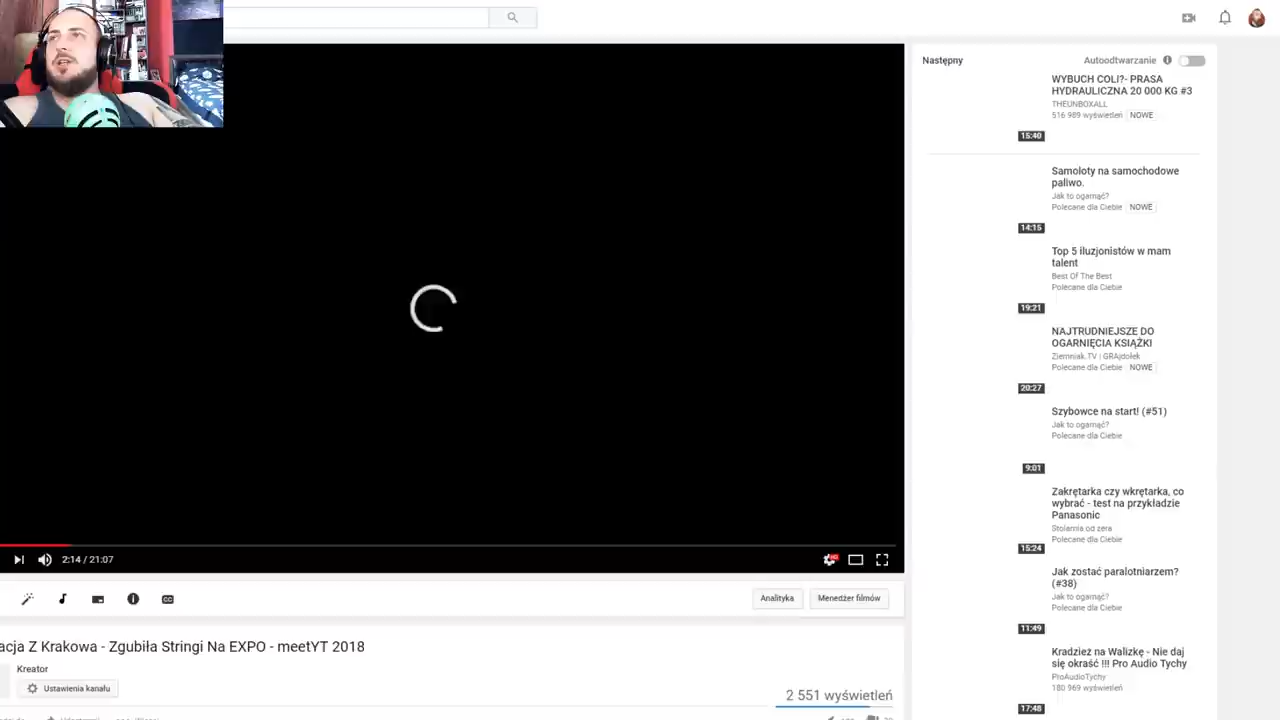 Następny
Autoodtwarzanie
WYBUCH COLI?- PRASA
HYDRAULICZNA 20 000 KG #3
THEUNBOXALL
516 989 wyświetleń NOWE
15:40
Samoloty na samochodowe
paliwo.
Jak to ogarnąć?
Polecane dla Ciebie NOWE
14:15
Top 5 iluzjonistów w mam
talent
Best Of The Best
Polecane dla Ciebie
19:21
NAJTRUDNIEJSZE DO
OGARNIĘCIA KSIĄŻKI
Ziemniak.TV | GRAjdołek
Polecane dla Ciebie NOWE
20:27
Szybowce na start! (#51)
Jak to ogarnąć?
Polecane dla Ciebie
9:01
Zakrętarka czy wkrętarka, co
wybrać - test na przykładzie
Panasonic
Stolarnia od zera
Polecane dla Ciebie
15:24
Jak zostać paralotniarzem?
(#38)
Jak to ogarnąć?
Polecane dla Ciebie
11:49
Kradzież na Walizkę - Nie daj
się okraść !!! Pro Audio Tychy
ProAudioTychy
180 969 wyświetleń
17:48
2:14 / 21:07
HD
CC
Analityka
Menedżer filmów
acja Z Krakowa - Zgubiła Stringi Na EXPO - meetYT 2018
Kreator
Ustawienia kanału
2 551 wyświetleń